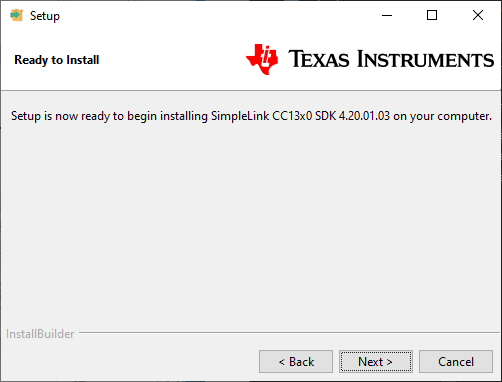 Setup
Ready to Install
TEXAS INSTRUMENTS
Setup is now ready to begin installing SimpleLink CC13x0 SDK 4.20.01.03 on your computer.
InstallBuilder
< Back
Next >
Cancel